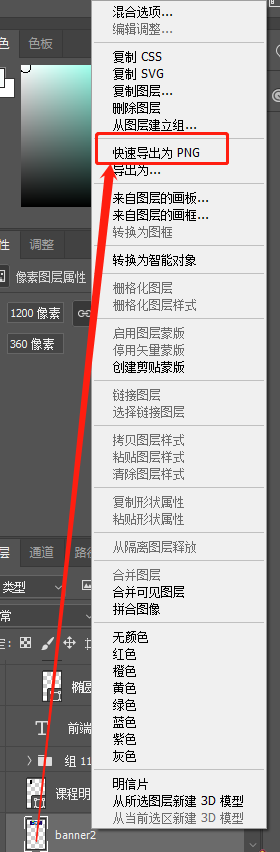 色 色板
性 调整
像素图层属性
1200 像素
360 像素
层 通道 路径
类型
常
定:
椭圆
前端
组 11
课程明
banner2
混合选项...
编辑调整...
复制 CSS
复制 SVG
复制图层...
删除图层
从图层建立组...
快速导出为 PNG
导出为...
来自图层的画板...
来自图层的画框...
转换为图框
转换为智能对象
栅格化图层
栅格化图层样式
启用图层蒙版
停用矢量蒙版
创建剪贴蒙版
链接图层
选择链接图层
拷贝图层样式
粘贴图层样式
清除图层样式
复制形状属性
粘贴形状属性
从隔离图层释放
合并图层
合并可见图层
拼合图像
无颜色
红色
橙色
黄色
绿色
蓝色
紫色
灰色
明信片
从所选图层新建 3D 模型
从当前选区新建 3D 模型